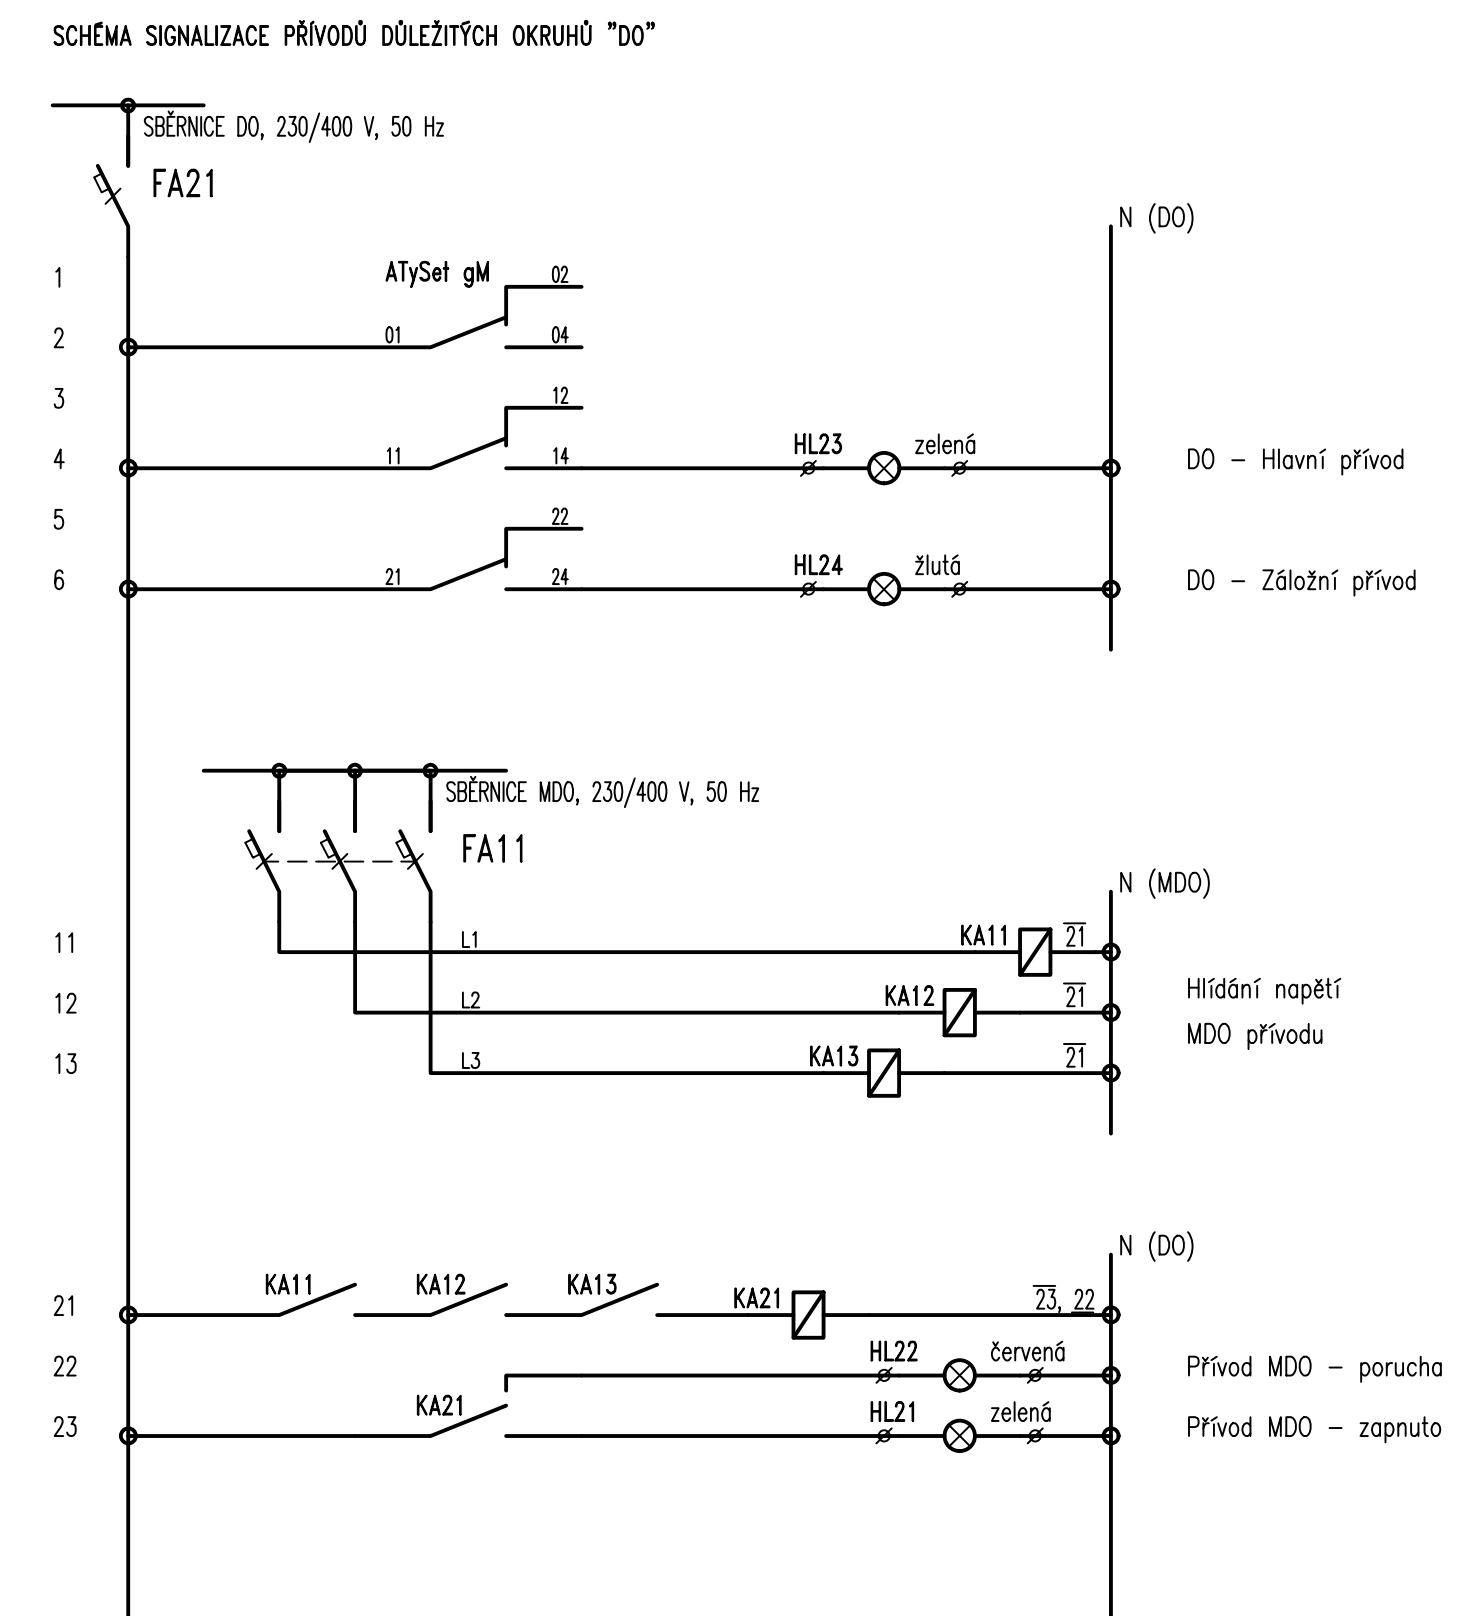 SCHÉMA SIGNALIZACE PŘÍVODŮ DŮLEŽITÝCH OKRUHŮ "DO"
SBĚRNICE DO, 230/400 V, 50 Hz
FA21
N (DO)
1 ATySet gM 02
2 01 04
3 12
4 11 14 HL23 zelená DO – Hlavní přívod
5 22
6 21 24 HL24 žlutá DO – Záložní přívod
SBĚRNICE MDO, 230/400 V, 50 Hz
FA11
N (MDO)
11 L1 KA11 21
12 L2 KA12 21
13 L3 KA13 21
Hlídání napětí
MDO přívodu
N (DO)
21 KA11 KA12 KA13 KA21 23, 22
22 HL22 červená Přívod MDO – porucha
23 KA21 HL21 zelená Přívod MDO – zapnuto